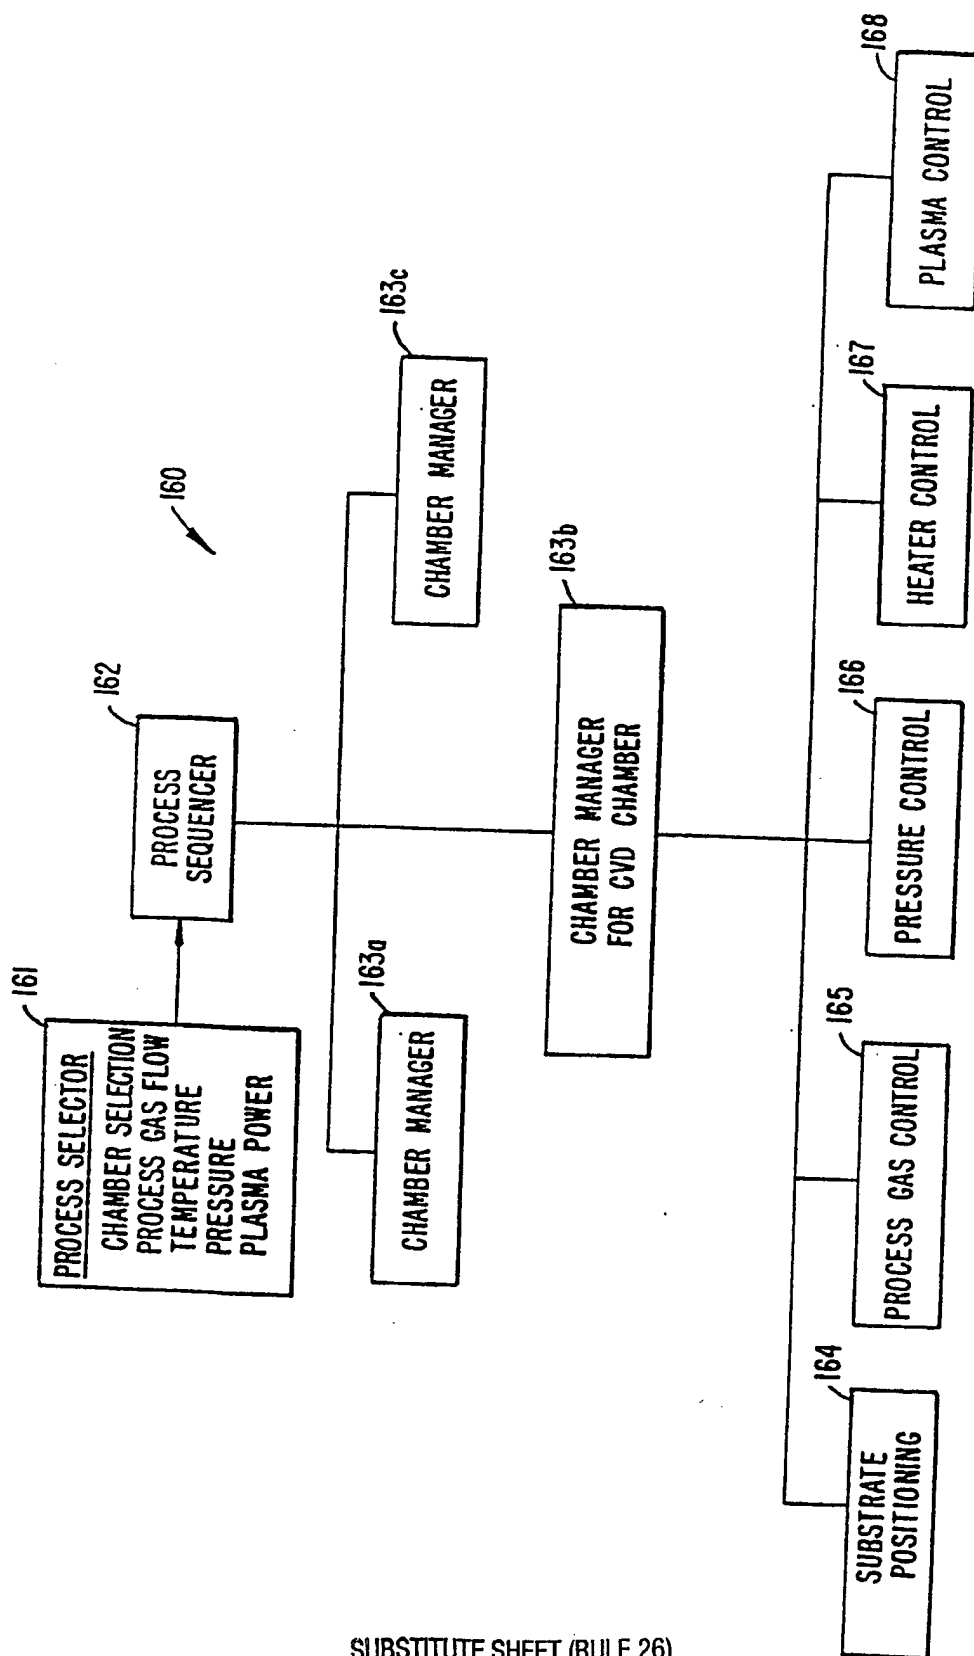 160
161
PROCESS SELECTOR
CHAMBER SELECTION
PROCESS GAS FLOW
TEMPERATURE
PRESSURE
PLASMA POWER
162
PROCESS
SEQUENCER
163a
CHAMBER MANAGER
163c
CHAMBER MANAGER
163b
CHAMBER MANAGER
FOR CVD CHAMBER
164
SUBSTRATE
POSITIONING
165
PROCESS GAS CONTROL
166
PRESSURE CONTROL
167
HEATER CONTROL
168
PLASMA CONTROL
SUBSTITUTE SHEET (RULE 26)